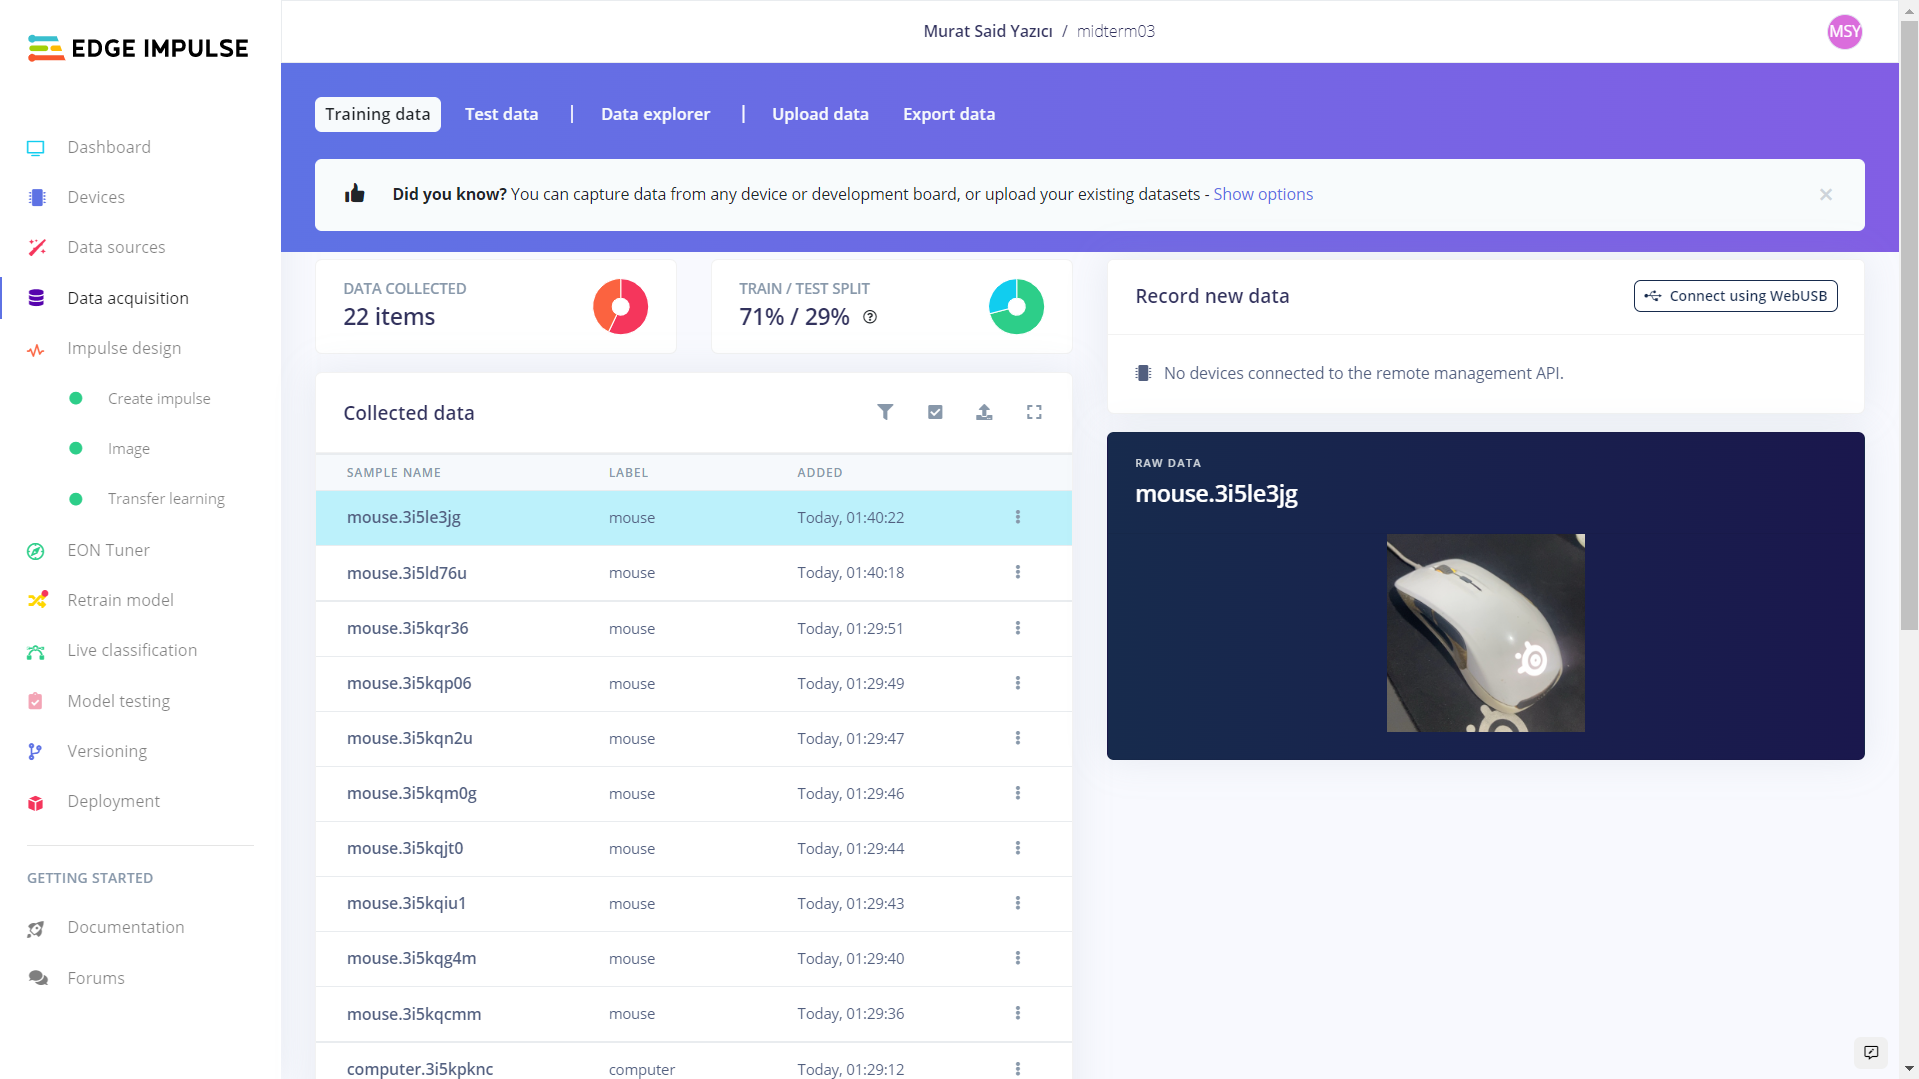 EDGE IMPULSE
Murat Said Yazıcı / midterm03
MSY
Dashboard
Devices
Data sources
Data acquisition
Impulse design
Create impulse
Image
Transfer learning
EON Tuner
Retrain model
Live classification
Model testing
Versioning
Deployment
GETTING STARTED
Documentation
Forums
Training data Test data | Data explorer | Upload data Export data
Did you know? You can capture data from any device or development board, or upload your existing datasets - Show options
DATA COLLECTED
22 items
TRAIN / TEST SPLIT
71% / 29%
Collected data
SAMPLE NAME LABEL ADDED
mouse.3i5le3jg mouse Today, 01:40:22
mouse.3i5ld76u mouse Today, 01:40:18
mouse.3i5kqr36 mouse Today, 01:29:51
mouse.3i5kqp06 mouse Today, 01:29:49
mouse.3i5kqn2u mouse Today, 01:29:47
mouse.3i5kqm0g mouse Today, 01:29:46
mouse.3i5kqjt0 mouse Today, 01:29:44
mouse.3i5kqiu1 mouse Today, 01:29:43
mouse.3i5kqg4m mouse Today, 01:29:40
mouse.3i5kqcmm mouse Today, 01:29:36
computer.3i5kpknc computer Today, 01:29:12
Record new data
Connect using WebUSB
No devices connected to the remote management API.
RAW DATA
mouse.3i5le3jg